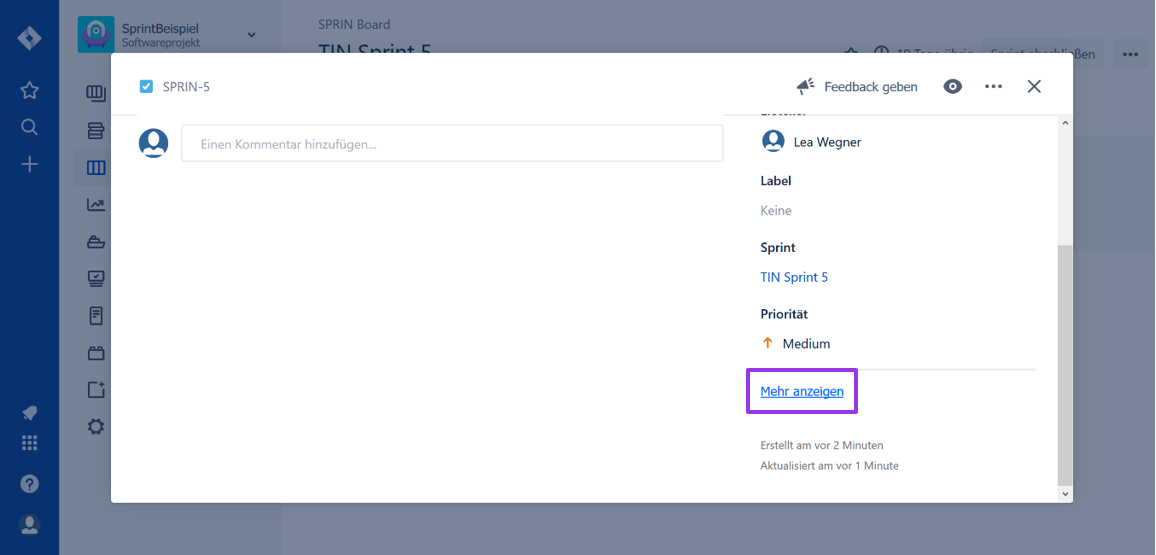 SprintBeispiel
Softwareprojekt
SPRIN Board
TIN Sprint 5
19 Tage übrig
Sprint abschließen
SPRIN-5
Feedback geben
Einen Kommentar hinzufügen...
Ersteller
Lea Wegner
Label
Keine
Sprint
TIN Sprint 5
Priorität
Medium
Mehr anzeigen
Erstellt am vor 2 Minuten
Aktualisiert am vor 1 Minute